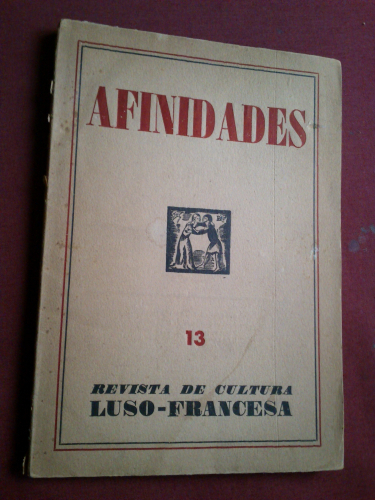 AFINIDADES
13
REVISTA DE CULTURA
LUSO-FRANCESA